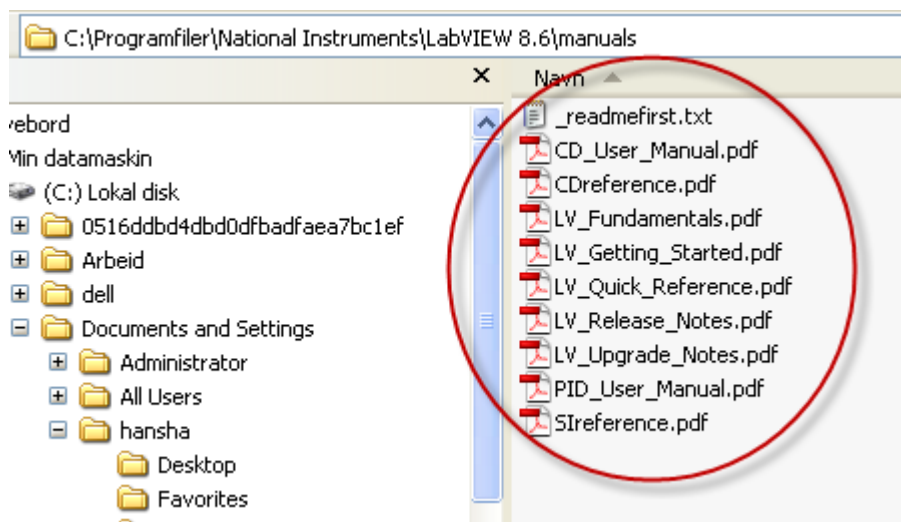 C:\Programfiler\National Instruments\LabVIEW 8.6\manuals
Navn
vebord
Min datamaskin
(C:) Lokal disk
0516ddbd4dbd0dfbadfaea7bc1ef
Arbeid
dell
Documents and Settings
Administrator
All Users
hansha
Desktop
Favorites
_readmefirst.txt
CD_User_Manual.pdf
CDreference.pdf
LV_Fundamentals.pdf
LV_Getting_Started.pdf
LV_Quick_Reference.pdf
LV_Release_Notes.pdf
LV_Upgrade_Notes.pdf
PID_User_Manual.pdf
SIreference.pdf